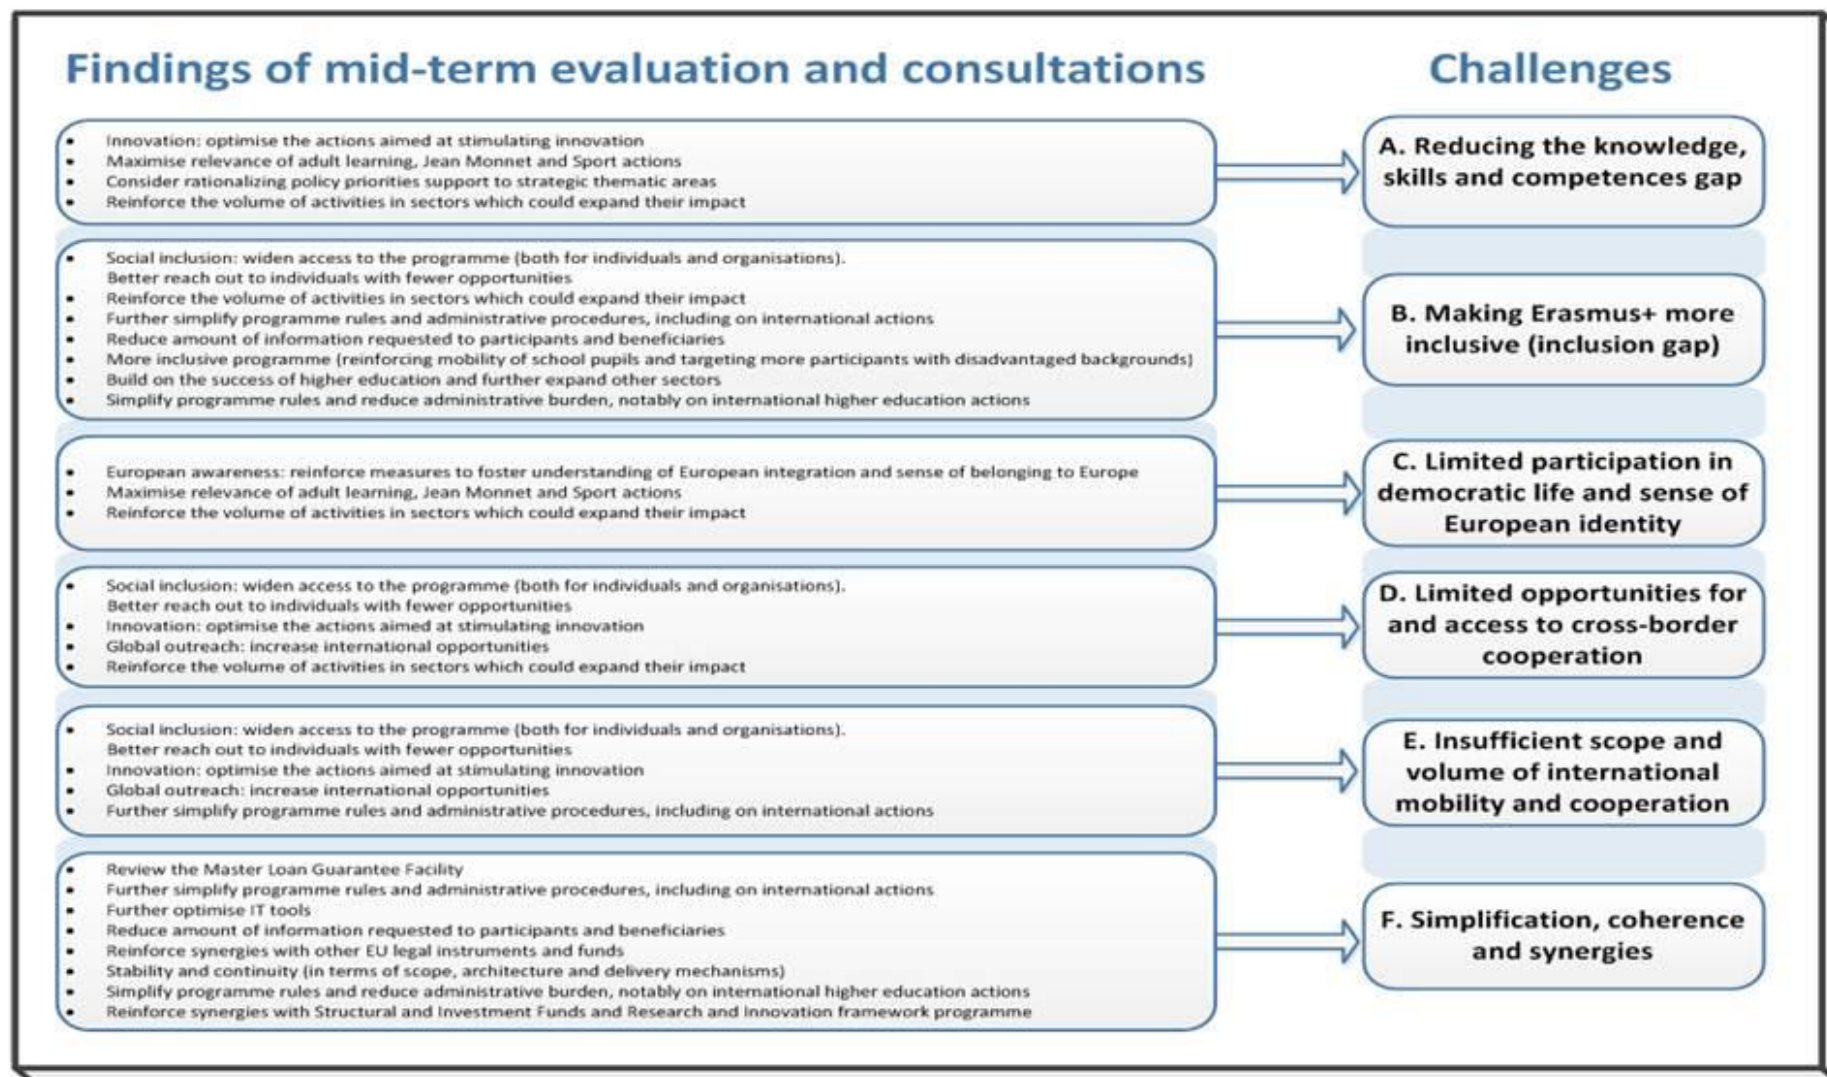 Findings of mid-term evaluation and consultations
Challenges
• Innovation: optimise the actions aimed at stimulating innovation
• Maximise relevance of adult learning, Jean Monnet and Sport actions
• Consider rationalizing policy priorities support to strategic thematic areas
• Reinforce the volume of activities in sectors which could expand their impact
A. Reducing the knowledge,
skills and competences gap
• Social inclusion: widen access to the programme (both for individuals and organisations).
Better reach out to individuals with fewer opportunities
• Reinforce the volume of activities in sectors which could expand their impact
• Further simplify programme rules and administrative procedures, including on international actions
• Reduce amount of information requested to participants and beneficiaries
• More inclusive programme (reinforcing mobility of school pupils and targeting more participants with disadvantaged backgrounds)
• Build on the success of higher education and further expand other sectors
• Simplify programme rules and reduce administrative burden, notably on international higher education actions
B. Making Erasmus+ more
inclusive (inclusion gap)
• European awareness: reinforce measures to foster understanding of European integration and sense of belonging to Europe
• Maximise relevance of adult learning, Jean Monnet and Sport actions
• Reinforce the volume of activities in sectors which could expand their impact
C. Limited participation in
democratic life and sense of
European identity
• Social inclusion: widen access to the programme (both for individuals and organisations).
Better reach out to individuals with fewer opportunities
• Innovation: optimise the actions aimed at stimulating innovation
• Global outreach: increase international opportunities
• Reinforce the volume of activities in sectors which could expand their impact
D. Limited opportunities for
and access to cross-border
cooperation
• Social inclusion: widen access to the programme (both for individuals and organisations).
Better reach out to individuals with fewer opportunities
• Innovation: optimise the actions aimed at stimulating innovation
• Global outreach: increase international opportunities
• Further simplify programme rules and administrative procedures, including on international actions
E. Insufficient scope and
volume of international
mobility and cooperation
• Review the Master Loan Guarantee Facility
• Further simplify programme rules and administrative procedures, including on international actions
• Further optimise IT tools
• Reduce amount of information requested to participants and beneficiaries
• Reinforce synergies with other EU legal instruments and funds
• Stability and continuity (in terms of scope, architecture and delivery mechanisms)
• Simplify programme rules and reduce administrative burden, notably on international higher education actions
• Reinforce synergies with Structural and Investment Funds and Research and Innovation framework programme
F. Simplification, coherence
and synergies